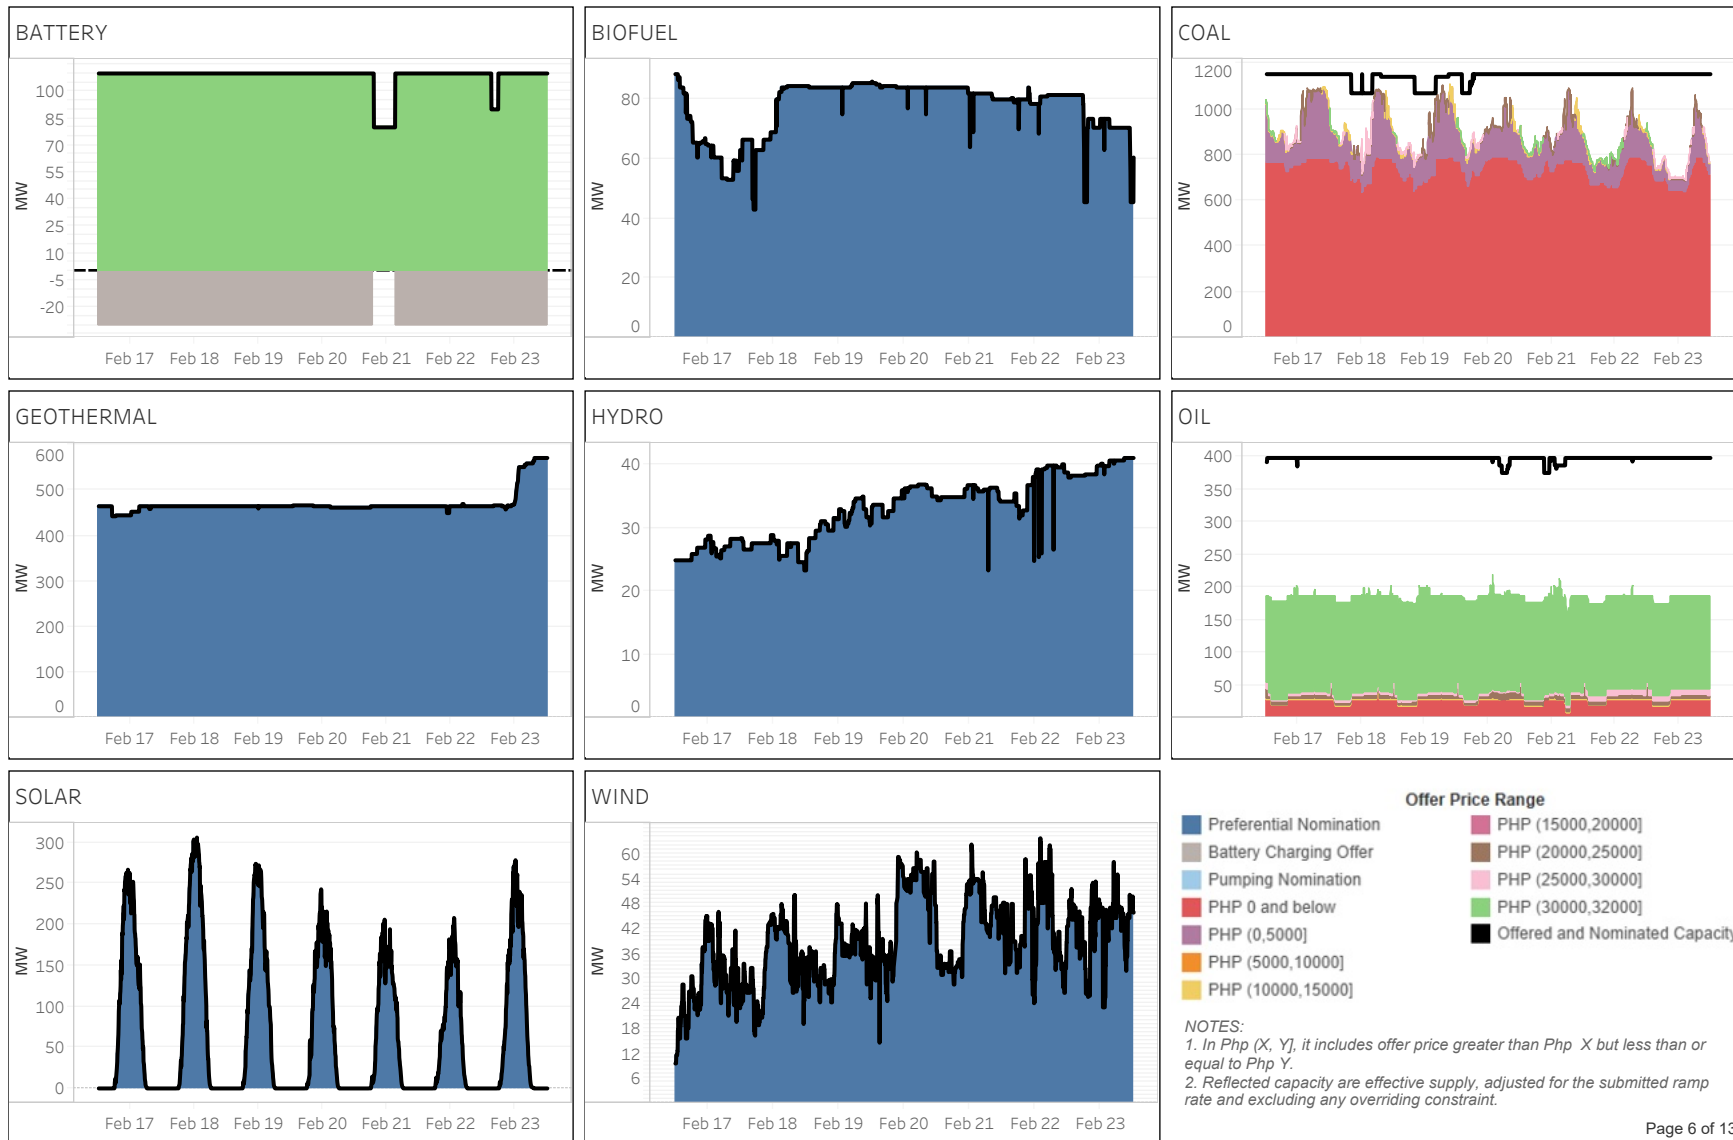 BATTERY
MW
100
85
70
55
40
25
10
-5
-20
Feb 17 Feb 18 Feb 19 Feb 20 Feb 21 Feb 22 Feb 23
BIOFUEL
MW
80
60
40
20
0
Feb 17 Feb 18 Feb 19 Feb 20 Feb 21 Feb 22 Feb 23
COAL
MW
1200
1000
800
600
400
200
0
Feb 17 Feb 18 Feb 19 Feb 20 Feb 21 Feb 22 Feb 23
GEOTHERMAL
MW
600
500
400
300
200
100
0
Feb 17 Feb 18 Feb 19 Feb 20 Feb 21 Feb 22 Feb 23
HYDRO
MW
40
30
20
10
0
Feb 17 Feb 18 Feb 19 Feb 20 Feb 21 Feb 22 Feb 23
OIL
MW
400
350
300
250
200
150
100
50
Feb 17 Feb 18 Feb 19 Feb 20 Feb 21 Feb 22 Feb 23
SOLAR
MW
300
250
200
150
100
50
0
Feb 17 Feb 18 Feb 19 Feb 20 Feb 21 Feb 22 Feb 23
WIND
MW
60
54
48
42
36
30
24
18
12
6
Feb 17 Feb 18 Feb 19 Feb 20 Feb 21 Feb 22 Feb 23
Offer Price Range
Preferential Nomination
Battery Charging Offer
Pumping Nomination
PHP 0 and below
PHP (0,5000]
PHP (5000,10000]
PHP (10000,15000]
PHP (15000,20000]
PHP (20000,25000]
PHP (25000,30000]
PHP (30000,32000]
Offered and Nominated Capacity
NOTES:
1. In Php (X, Y], it includes offer price greater than Php X but less than or
equal to Php Y.
2. Reflected capacity are effective supply, adjusted for the submitted ramp
rate and excluding any overriding constraint.
Page 6 of 13